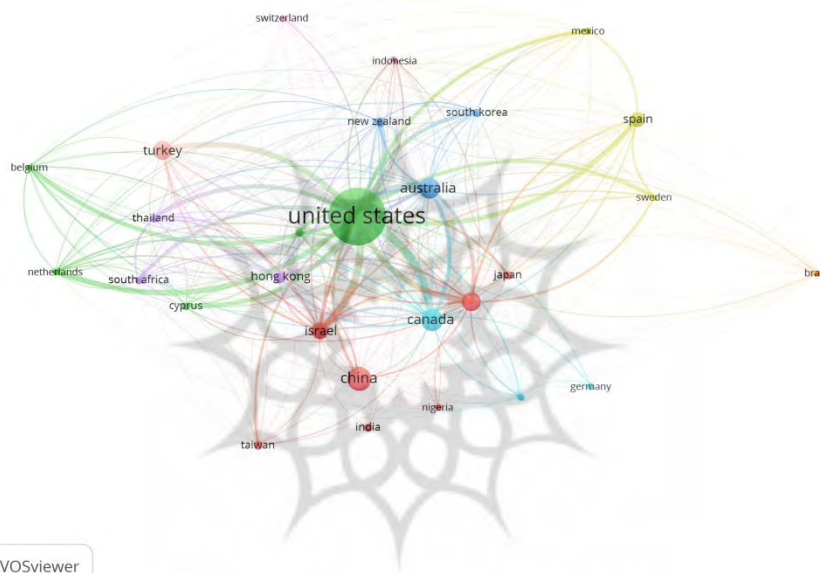 switzerland
mexico
indonesia
new zealand
south korea
spain
turkey
belgium
australia
sweden
thailand
united states
netherlands
south africa
hong kong
japan
bra
cyprus
israel
canada
china
germany
nigeria
india
taiwan
VOSviewer